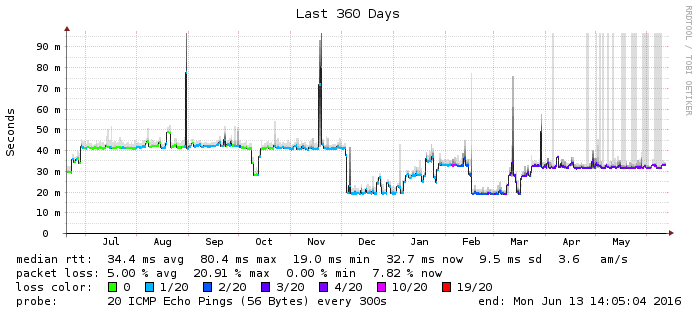 Last 360 Days
RRDTOOL / TOBI OETIKER
Seconds
90 m
80 m
70 m
60 m
50 m
40 m
30 m
20 m
10 m
0
Jul Aug Sep Oct Nov Dec Jan Feb Mar Apr May
median rtt: 34.4 ms avg 80.4 ms max 19.0 ms min 32.7 ms now 9.5 ms sd 3.6 am/s
packet loss: 5.00 % avg 20.91 % max 0.00 % min 7.82 % now
loss color: 0 1/20 2/20 3/20 4/20 10/20 19/20
probe: 20 ICMP Echo Pings (56 Bytes) every 300s end: Mon Jun 13 14:05:04 2016